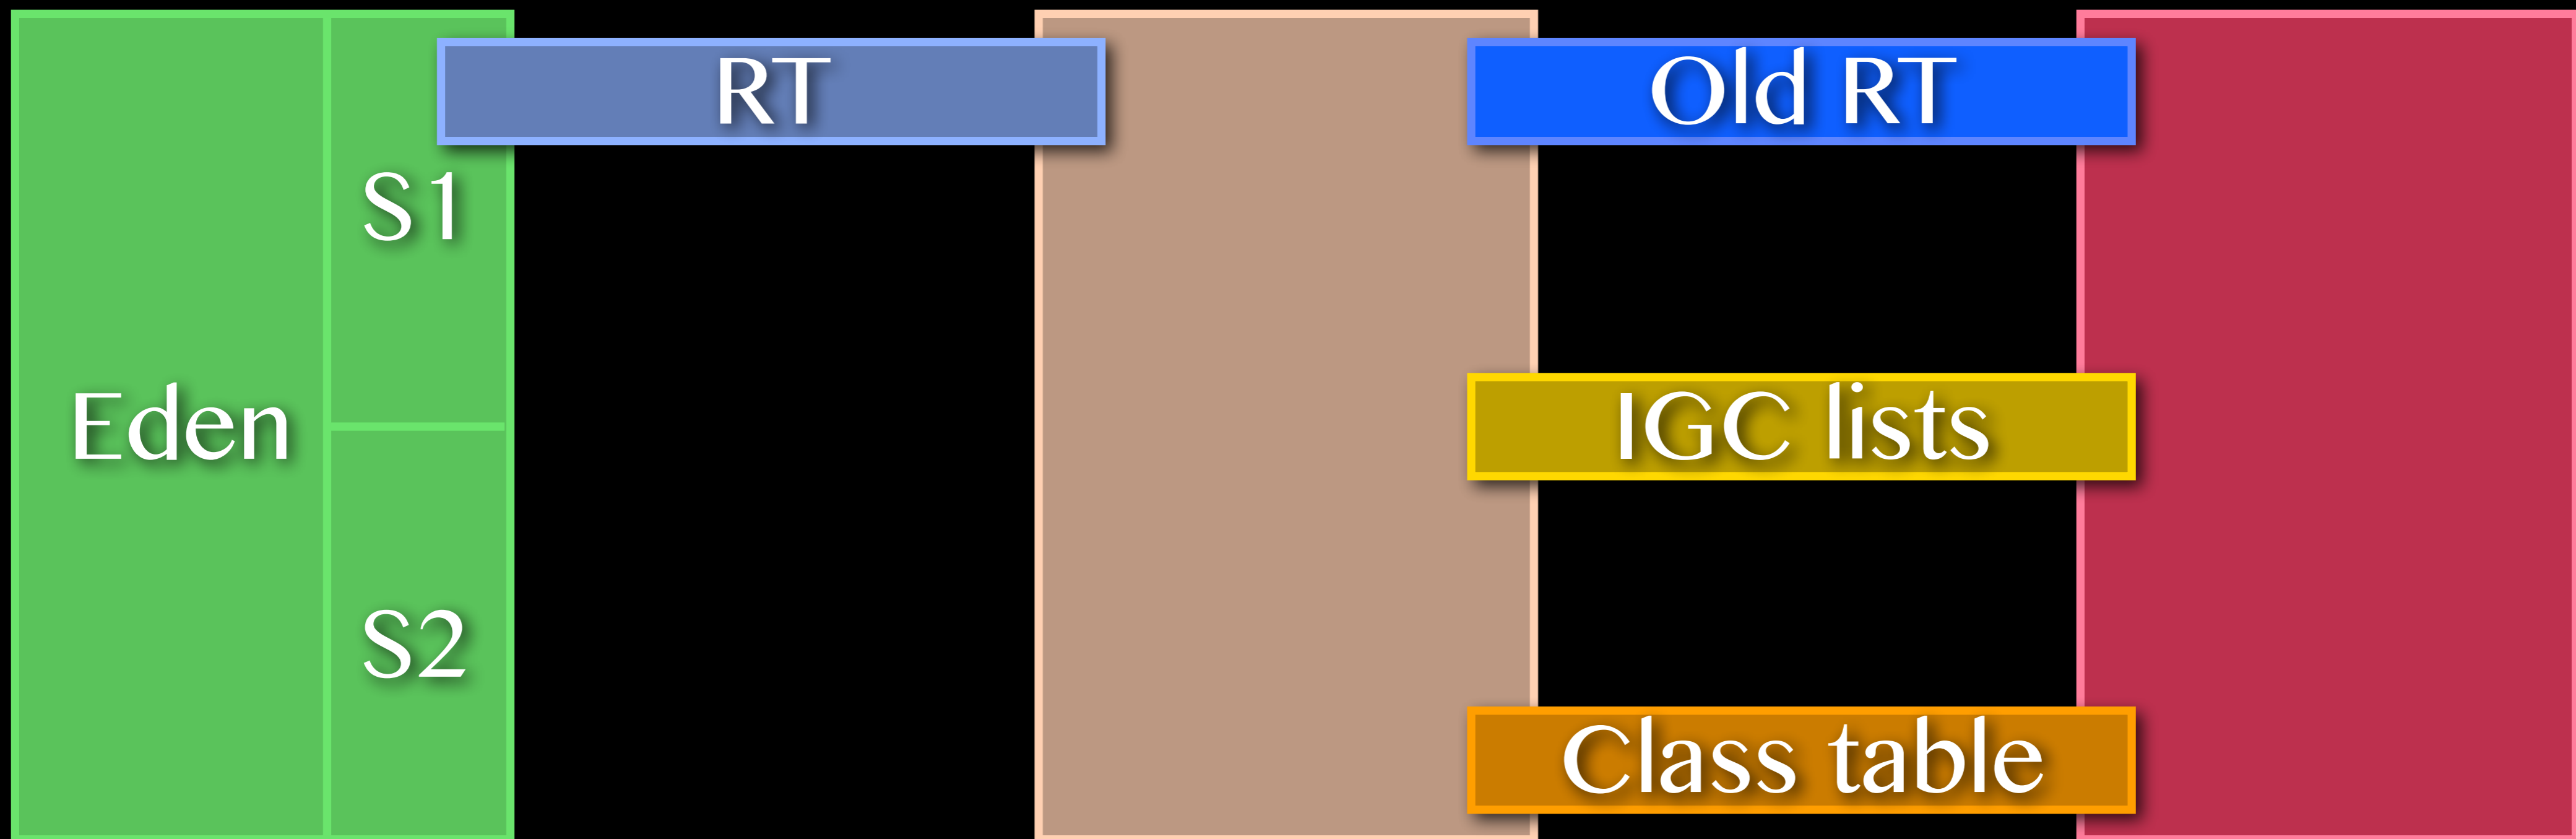 RT
Old RT
S1
Eden
IGC lists
S2
Class table